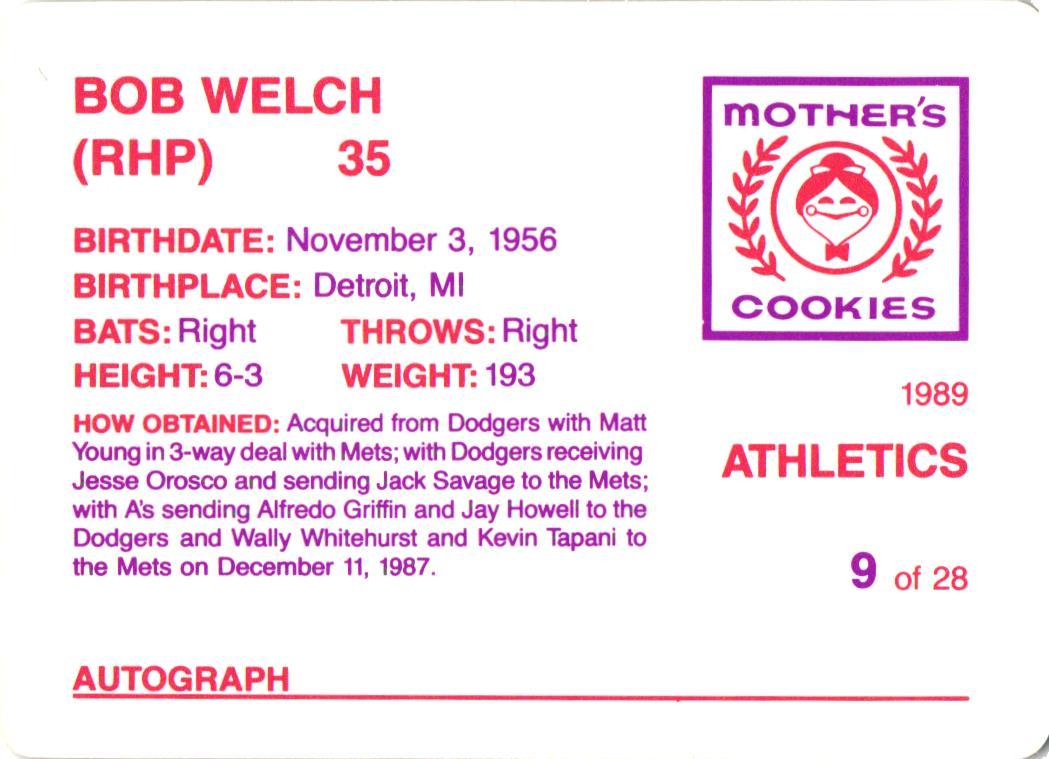 BOB WELCH
(RHP) 35
BIRTHDATE: November 3, 1956
BIRTHPLACE: Detroit, MI
BATS: Right THROWS: Right
HEIGHT: 6-3 WEIGHT: 193
HOW OBTAINED: Acquired from Dodgers with Matt
Young in 3-way deal with Mets; with Dodgers receiving
Jesse Orosco and sending Jack Savage to the Mets;
with A's sending Alfredo Griffin and Jay Howell to the
Dodgers and Wally Whitehurst and Kevin Tapani to
the Mets on December 11, 1987.
MOTHER'S
COOKIES
1989
ATHLETICS
9 of 28
AUTOGRAPH